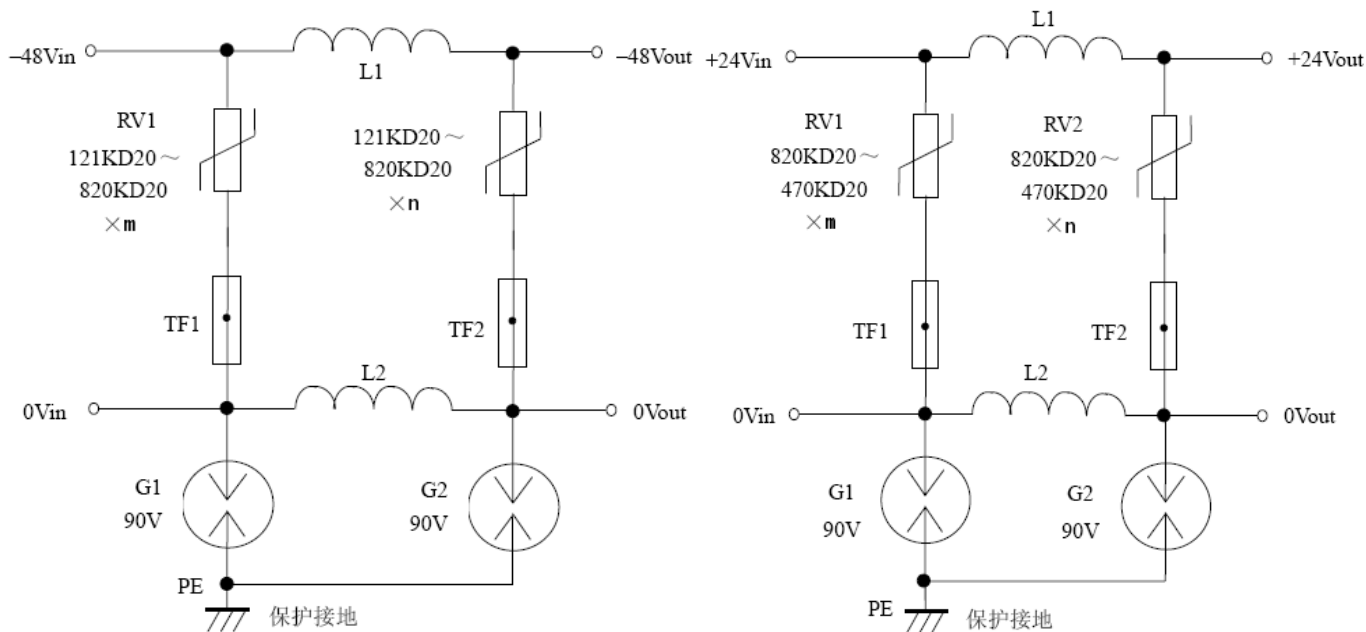 L1
−48Vin
−48Vout
RV1
121KD20～
820KD20
×m
121KD20～
820KD20
×n
TF1
TF2
L2
0Vin
0Vout
G1
90V
G2
90V
PE
保护接地
L1
+24Vin
+24Vout
RV1
820KD20～
470KD20
×m
RV2
820KD20～
470KD20
×n
TF1
TF2
L2
0Vin
0Vout
G1
90V
G2
90V
PE
保护接地